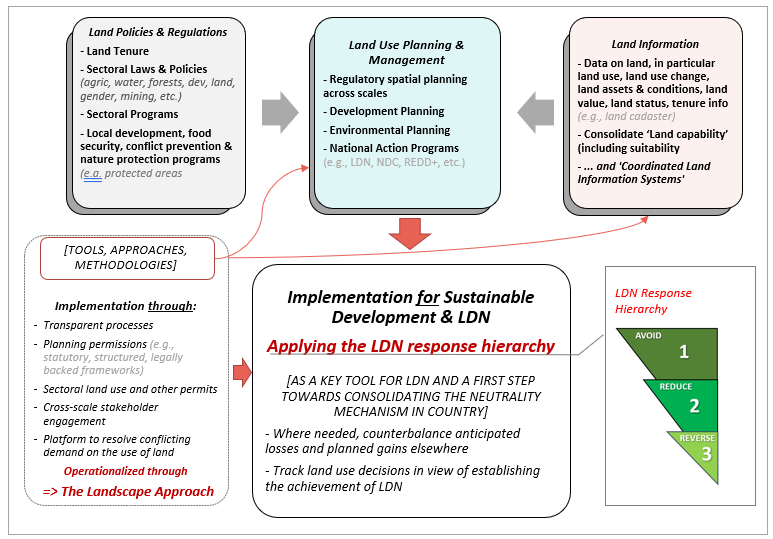 Land Policies & Regulations
- Land Tenure
- Sectoral Laws & Policies
(agric, water, forests, dev, land,
gender, mining, etc.)
- Sectoral Programs
- Local development, food
security, conflict prevention &
nature protection programs
(e.a. protected areas
Land Use Planning &
Management
- Regulatory spatial planning
across scales
- Development Planning
- Environmental Planning
- National Action Programs
(e.g., LDN, NDC, REDD+, etc.)
Land Information
- Data on land, in particular
land use, land use change,
land assets & conditions, land
value, land status, tenure info
(e.g., land cadaster)
- Consolidate ‘Land capability’
(including suitability
- ... and 'Coordinated Land
Information Systems'
[TOOLS, APPROACHES,
METHODOLOGIES]
Implementation through:
- Transparent processes
- Planning permissions (e.g.,
statutory, structured, legally
backed frameworks)
- Sectoral land use and other permits
- Cross-scale stakeholder
engagement
- Platform to resolve conflicting
demand on the use of land
Operationalized through
=> The Landscape Approach
Implementation for Sustainable
Development & LDN
Applying the LDN response hierarchy
[AS A KEY TOOL FOR LDN AND A FIRST STEP
TOWARDS CONSOLIDATING THE NEUTRALITY
MECHANISM IN COUNTRY]
- Where needed, counterbalance anticipated
losses and planned gains elsewhere
- Track land use decisions in view of establishing
the achievement of LDN
LDN Response
Hierarchy
AVOID
1
REDUCE
2
REVERSE
3